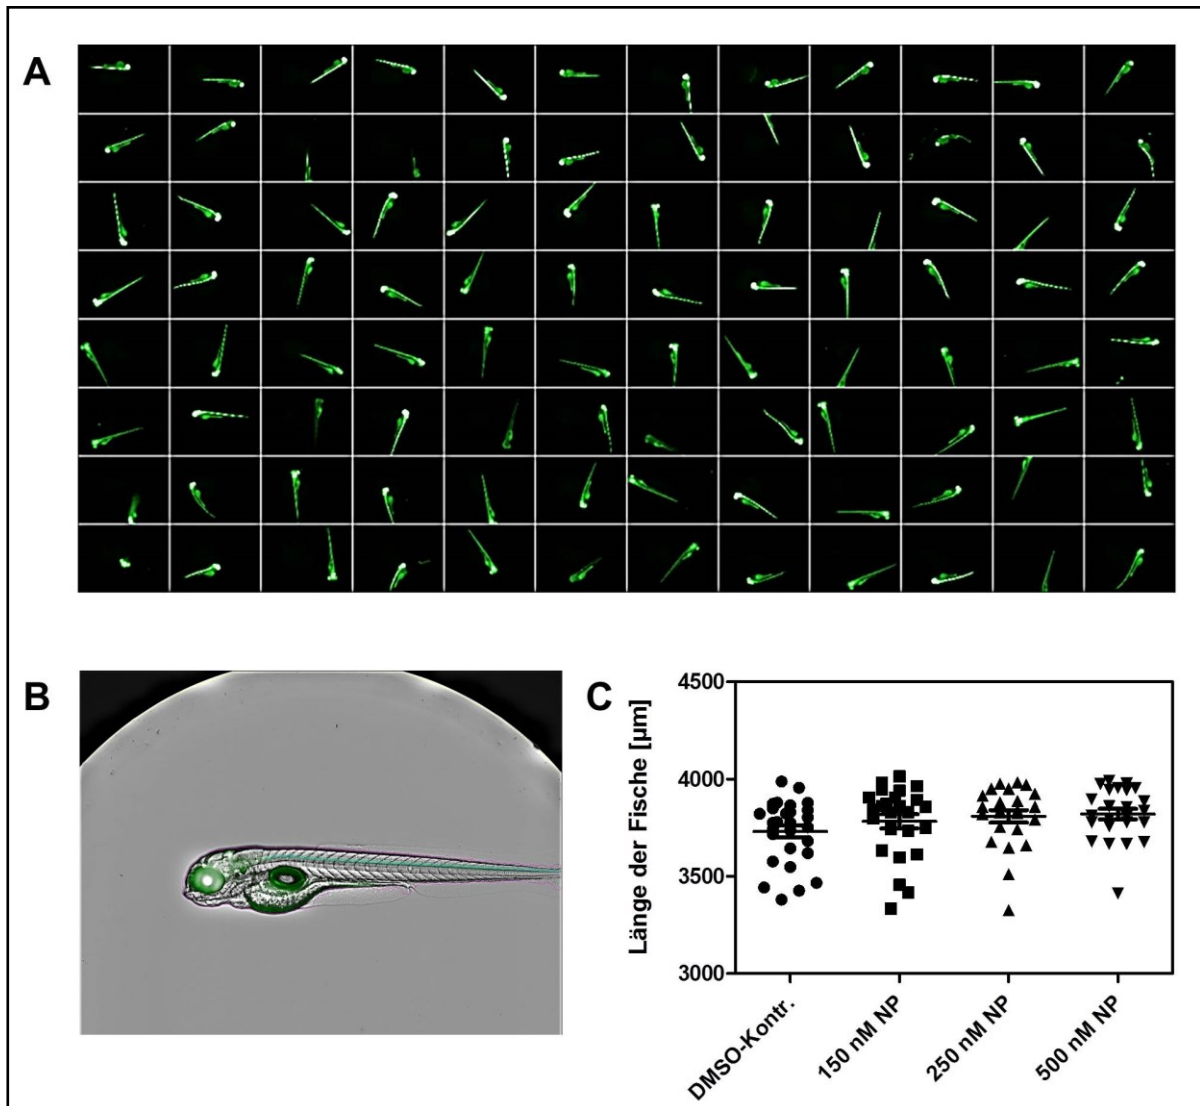 A
B
C
Länge der Fische [µm]
4500
4000
3500
3000
DMSO-Kontr.
150 nM NP
250 nM NP
500 nM NP